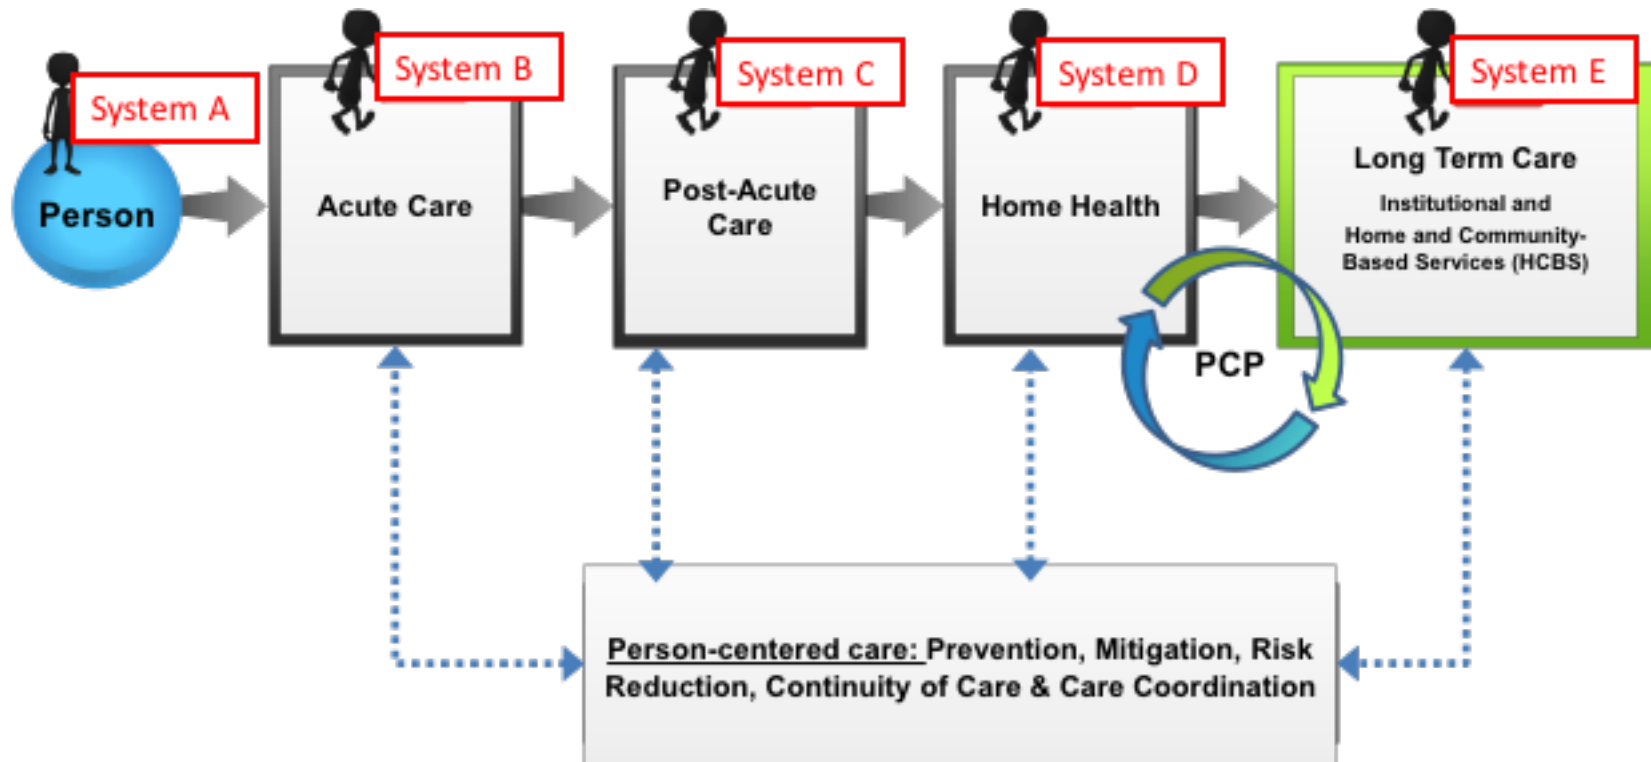 System A
System B
System C
System D
System E
Person
Acute Care
Post-Acute
Care
Home Health
Long Term Care
Institutional and
Home and Community-
Based Services (HCBS)
PCP
Person-centered care: Prevention, Mitigation, Risk
Reduction, Continuity of Care & Care Coordination